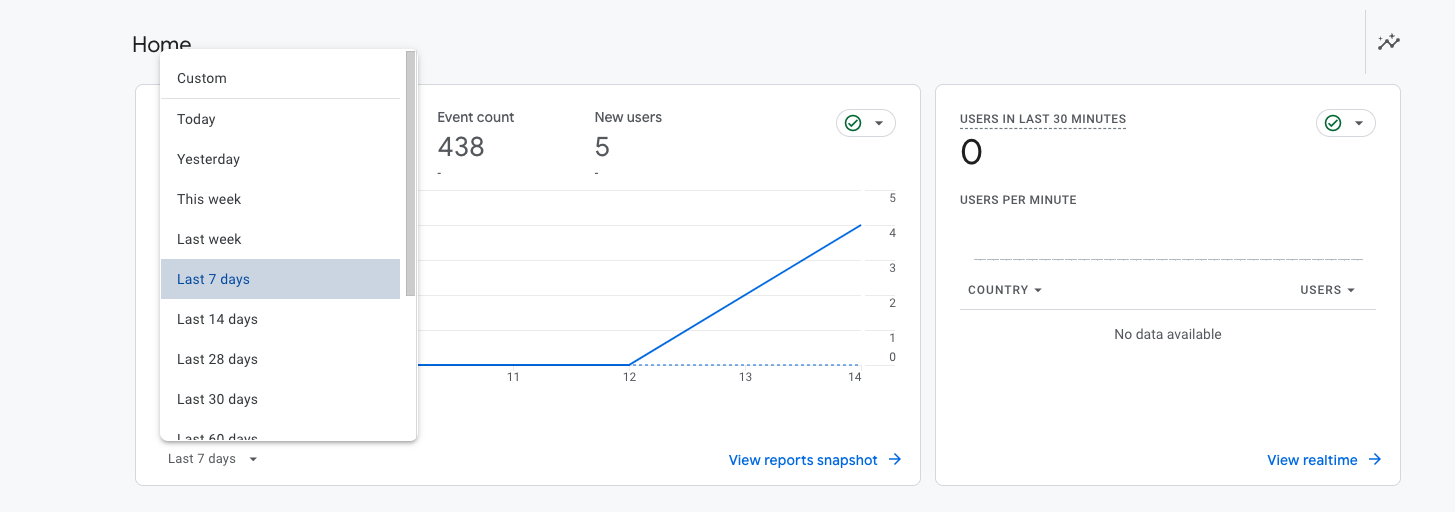 Home
Custom
Today
Yesterday
This week
Last week
Last 7 days
Last 14 days
Last 28 days
Last 30 days
Last 60 days
Last 7 days
Event count
438
-
New users
5
-
5
4
3
2
1
0
11
12
13
14
View reports snapshot
USERS IN LAST 30 MINUTES
0
USERS PER MINUTE
COUNTRY
USERS
No data available
View realtime